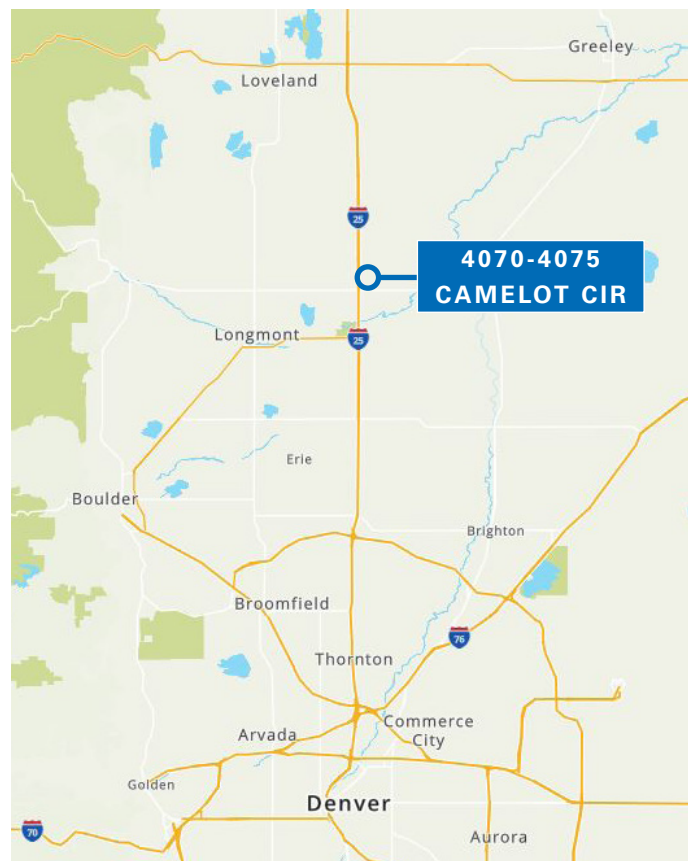 Greeley
Loveland
25
4070-4075
CAMELOT CIR
Longmont
25
Erie
Boulder
Brighton
Broomfield
76
Thornton
Commerce
City
Arvada
Golden
Denver
70
Aurora